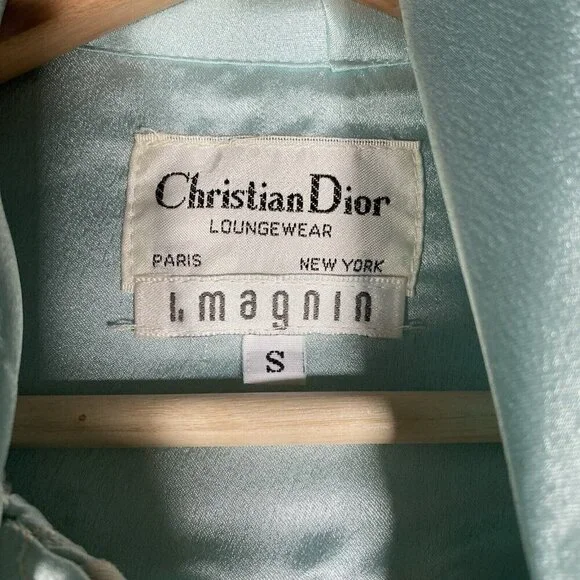 Christian Dior
LOUNGEWEAR
PARIS NEW YORK
I. magnin
S